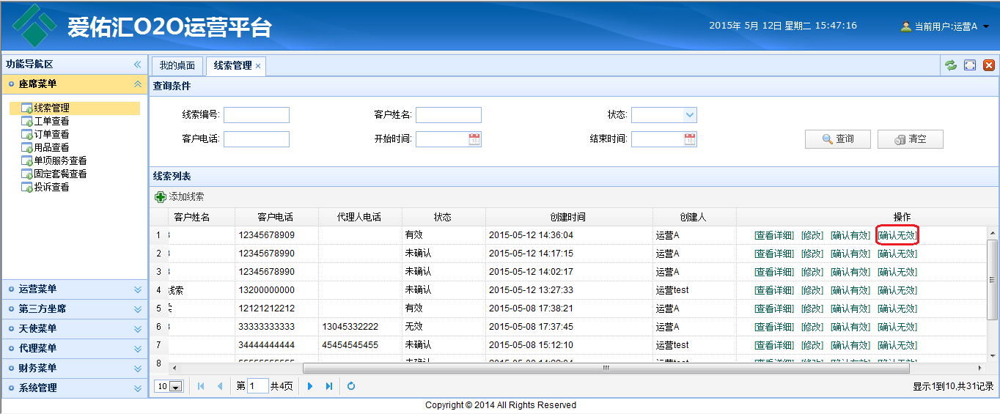 爱佑汇O2O运营平台
2015年 5月 12日 星期二 15:47:16
当前用户:运营A
功能导航区
座席菜单
线索管理
工单查看
订单查看
用品查看
单项服务查看
固定套餐查看
投诉查看
运营菜单
第三方坐席
天使菜单
代理菜单
财务菜单
系统管理
我的桌面 线索管理
查询条件
线索编号: 客户姓名: 状态:
客户电话: 开始时间: 结束时间: 查询 清空
线索列表
添加线索
客户姓名 客户电话 代理人电话 状态 创建时间 创建人 操作
1 12345678909 有效 2015-05-12 14:36:04 运营A [查看详细] [修改] [确认有效] [确认无效]
2 12345678990 未确认 2015-05-12 14:17:15 运营A [查看详细] [修改] [确认有效] [确认无效]
3 12345678990 未确认 2015-05-12 14:02:17 运营A [查看详细] [修改] [确认有效] [确认无效]
4 线索 13200000000 未确认 2015-05-12 13:27:33 运营test [查看详细] [修改] [确认有效] [确认无效]
5 12121212212 有效 2015-05-08 17:38:21 运营A [查看详细] [修改] [确认有效] [确认无效]
6 33333333333 13045332222 无效 2015-05-08 17:37:45 运营A [查看详细] [修改] [确认有效] [确认无效]
7 34444444444 45454545455 未确认 2015-05-08 15:12:10 运营test [查看详细] [修改] [确认有效] [确认无效]
8
10 第 1 共4页 显示1到10,共31记录
Copyright © 2014 All Rights Reserved